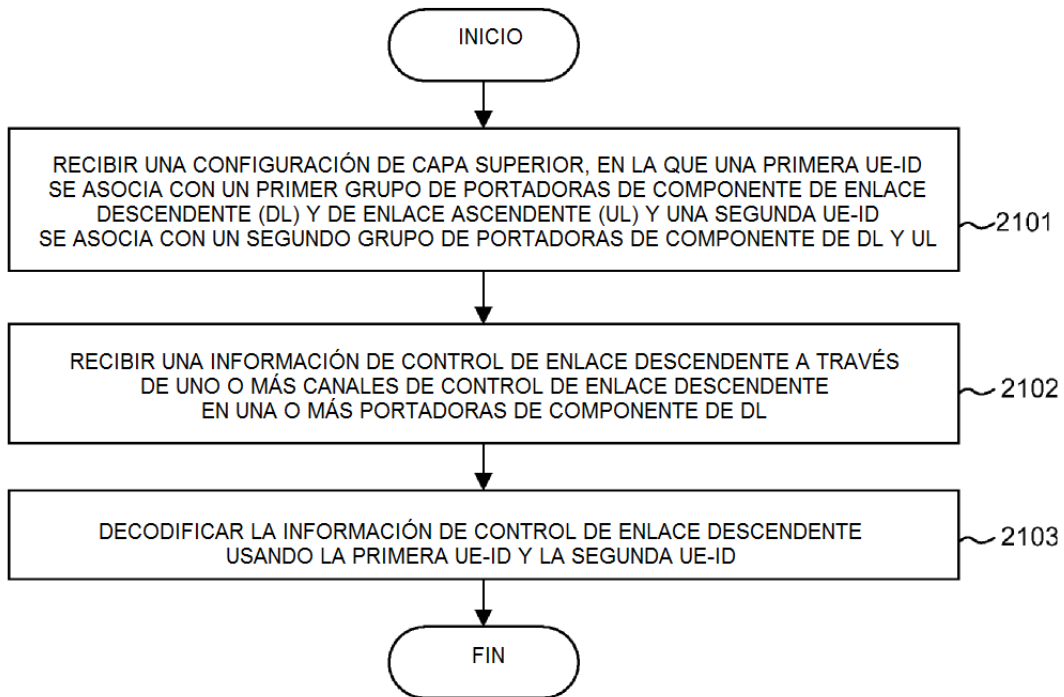 INICIO
RECIBIR UNA CONFIGURACIÓN DE CAPA SUPERIOR, EN LA QUE UNA PRIMERA UE-ID
SE ASOCIA CON UN PRIMER GRUPO DE PORTADORAS DE COMPONENTE DE ENLACE
DESCENDENTE (DL) Y DE ENLACE ASCENDENTE (UL) Y UNA SEGUNDA UE-ID
SE ASOCIA CON UN SEGUNDO GRUPO DE PORTADORAS DE COMPONENTE DE DL Y UL
2101
RECIBIR UNA INFORMACIÓN DE CONTROL DE ENLACE DESCENDENTE A TRAVÉS
DE UNO O MÁS CANALES DE CONTROL DE ENLACE DESCENDENTE
EN UNA O MÁS PORTADORAS DE COMPONENTE DE DL
2102
DECODIFICAR LA INFORMACIÓN DE CONTROL DE ENLACE DESCENDENTE
USANDO LA PRIMERA UE-ID Y LA SEGUNDA UE-ID
2103
FIN